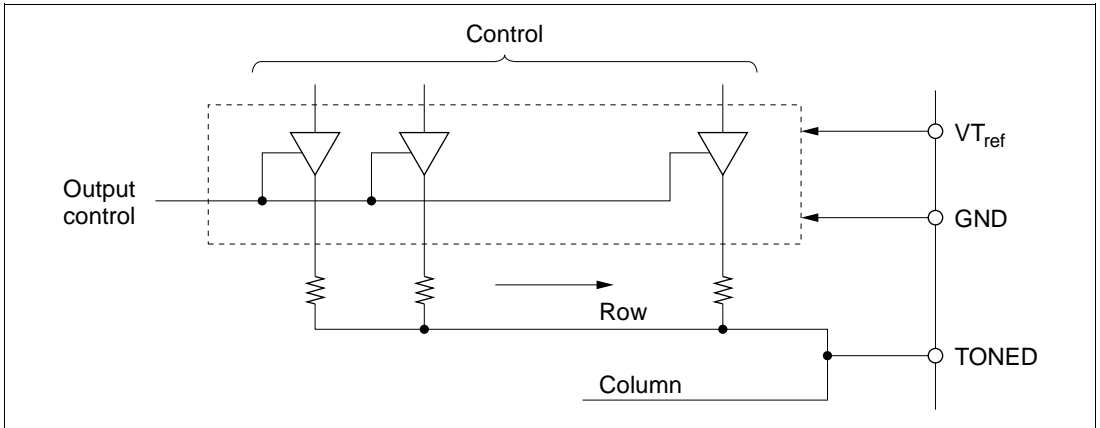 Control
VTref
Output
control
GND
Row
TONED
Column